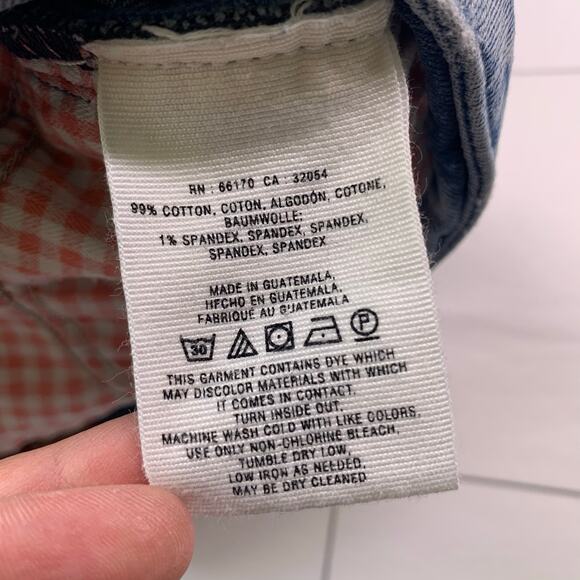 RN : 66170 CA : 32054
99% COTTON, COTON, ALGODÓN, COTONE,
BAUMWOLLE;
1% SPANDEX, SPANDEX, SPANDEX,
SPANDEX, SPANDEX
MADE IN GUATEMALA,
HECHO EN GUATEMALA,
FABRIQUÉ AU GUATEMALA
30 P
THIS GARMENT CONTAINS DYE WHICH
MAY DISCOLOR MATERIALS WITH WHICH
IT COMES IN CONTACT.
TURN INSIDE OUT.
MACHINE WASH COLD WITH LIKE COLORS.
USE ONLY NON-CHLORINE BLEACH.
TUMBLE DRY LOW,
LOW IRON AS NEEDED,
MAY BE DRY CLEANED